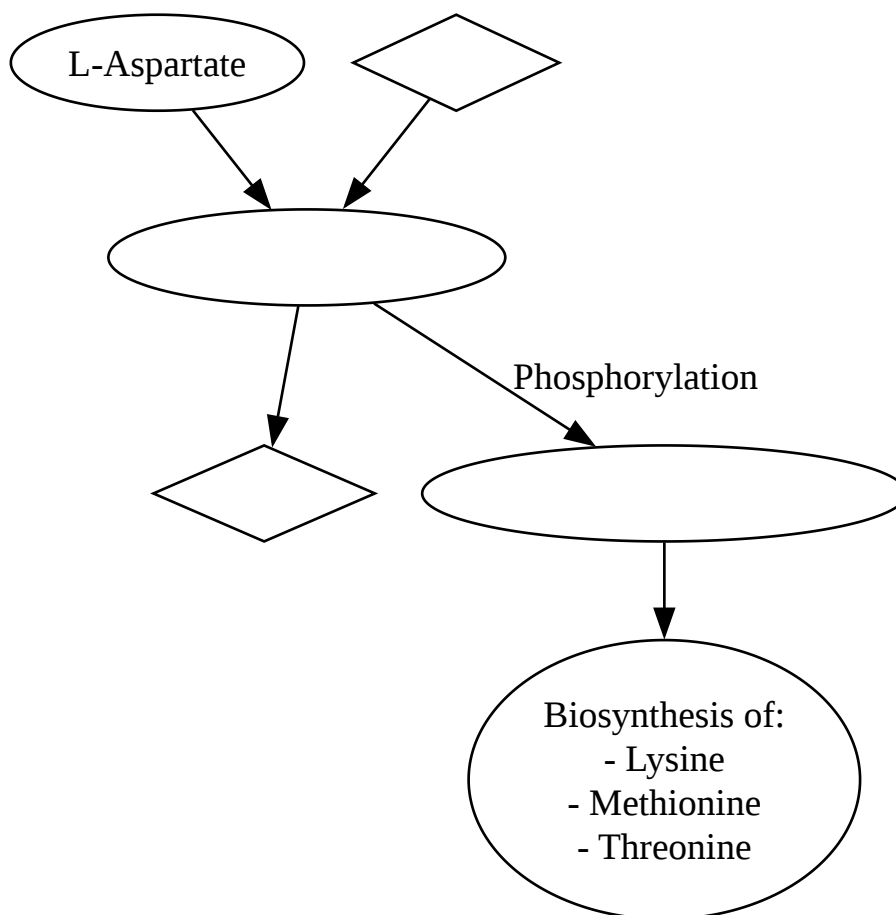 L-Aspartate
Phosphorylation
Biosynthesis of:
- Lysine
- Methionine
- Threonine